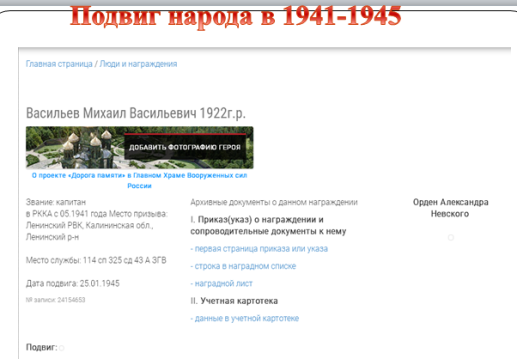 Подвиг народа в 1941-1945
Главная страница / Люди и награждения
Васильев Михаил Васильевич 1922г.р.
ДОБАВИТЬ ФОТОГРАФИЮ ГЕРОЯ
О проекте «Дорога памяти» в Главном Храме Вооруженных сил
России
Звание: капитан
в РККА с 05.1941 года Место призыва:
Ленинский РВК, Калининская обл.,
Ленинский р-н
Место службы: 114 сп 325 сд 43 А 3ГВ
Дата подвига: 25.01.1945
№ записи: 24154653
Архивные документы о данном награждении
I. Приказ(указ) о награждении и
сопроводительные документы к нему
- первая страница приказа или указа
- строка в наградном списке
- наградной лист
II. Учетная картотека
- данные в учетной картотеке
Орден Александра
Невского
Подвиг: